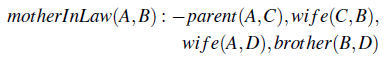 motherInLaw(A,B) : −parent(A,C),wife(C,B),
wife(A,D),brother(B,D)